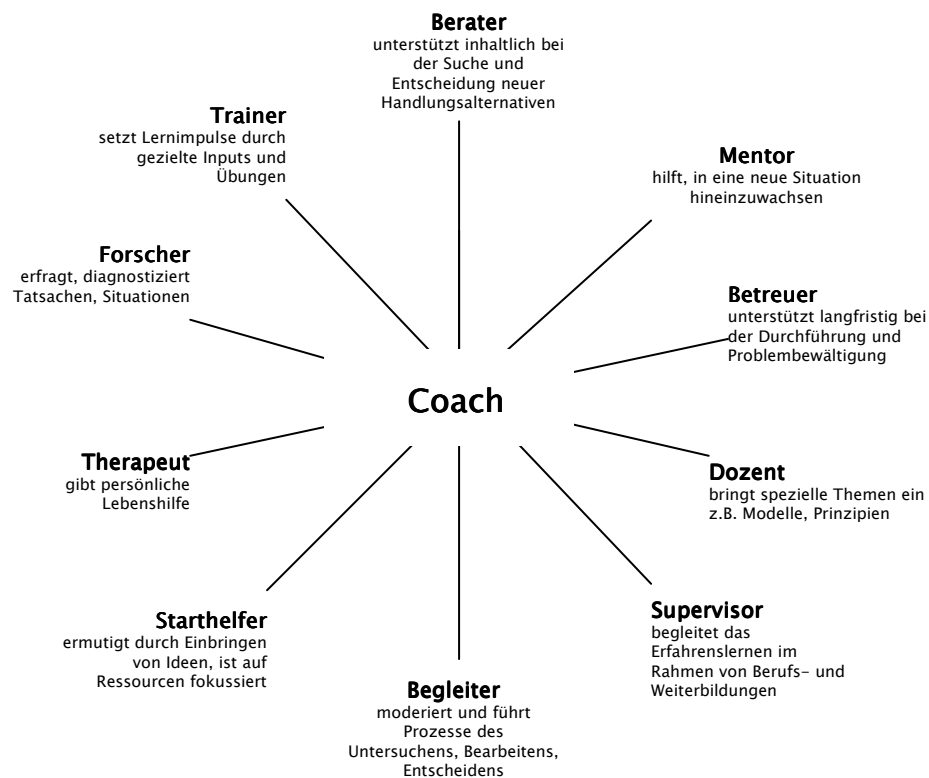 Berater
unterstützt inhaltlich bei
der Suche und
Entscheidung neuer
Handlungsalternativen
Trainer
setzt Lernimpulse durch
gezielte Inputs und
Übungen
Mentor
hilft, in eine neue Situation
hineinzuwachsen
Forscher
erfragt, diagnostiziert
Tatsachen, Situationen
Betreuer
unterstützt langfristig bei
der Durchführung und
Problembewältigung
Coach
Therapeut
gibt persönliche
Lebenshilfe
Dozent
bringt spezielle Themen ein
z.B. Modelle, Prinzipien
Starthelfer
ermutigt durch Einbringen
von Ideen, ist auf
Ressourcen fokussiert
Supervisor
begleitet das
Erfahrenslernen im
Rahmen von Berufs- und
Weiterbildungen
Begleiter
moderiert und führt
Prozesse des
Untersuchens, Bearbeitens,
Entscheidens